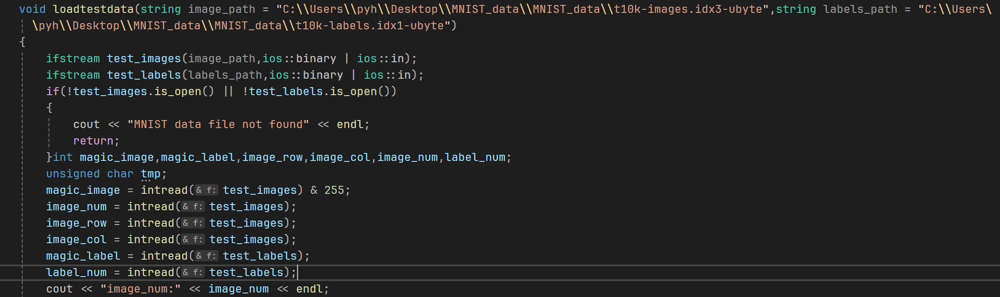 void loadtestdata(string image_path = "C:\\Users\\pyh\\Desktop\\MNIST_data\\MNIST_data\\t10k-images.idx3-ubyte",string labels_path = "C:\\Users\
\pyh\\Desktop\\MNIST_data\\MNIST_data\\t10k-labels.idx1-ubyte")
{
ifstream test_images(image_path,ios::binary | ios::in);
ifstream test_labels(labels_path,ios::binary | ios::in);
if(!test_images.is_open() || !test_labels.is_open())
{
cout << "MNIST data file not found" << endl;
return;
}int magic_image,magic_label,image_row,image_col,image_num,label_num;
unsigned char tmp;
magic_image = intread(& f: test_images) & 255;
image_num = intread(& f: test_images);
image_row = intread(& f: test_images);
image_col = intread(& f: test_images);
magic_label = intread(& f: test_labels);
label_num = intread(& f: test_labels);
cout << "image_num:" << image_num << endl;